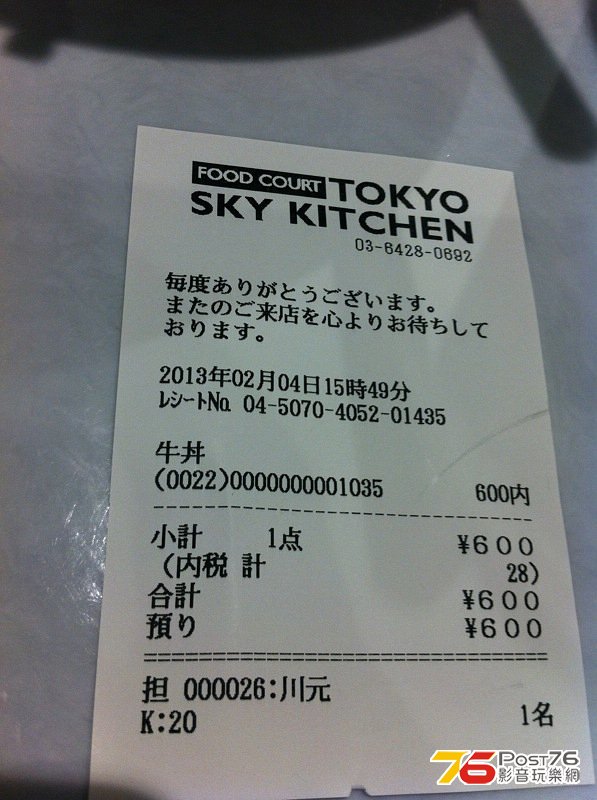 FOOD COURT TOKYO
SKY KITCHEN
03-6428-0692
毎度ありがとうございます。
またのご来店を心よりお待ちして
おります。
2013年02月04日15時49分
ﾚｼｰﾄNo. 04-5070-4052-01435
牛丼
(0022)0000000001035 600内
小計 1点 ¥600
(内税 計 28)
合計 ¥600
預り ¥600
担 000026:川元
K:20 1名
76 POST76
影音玩樂網